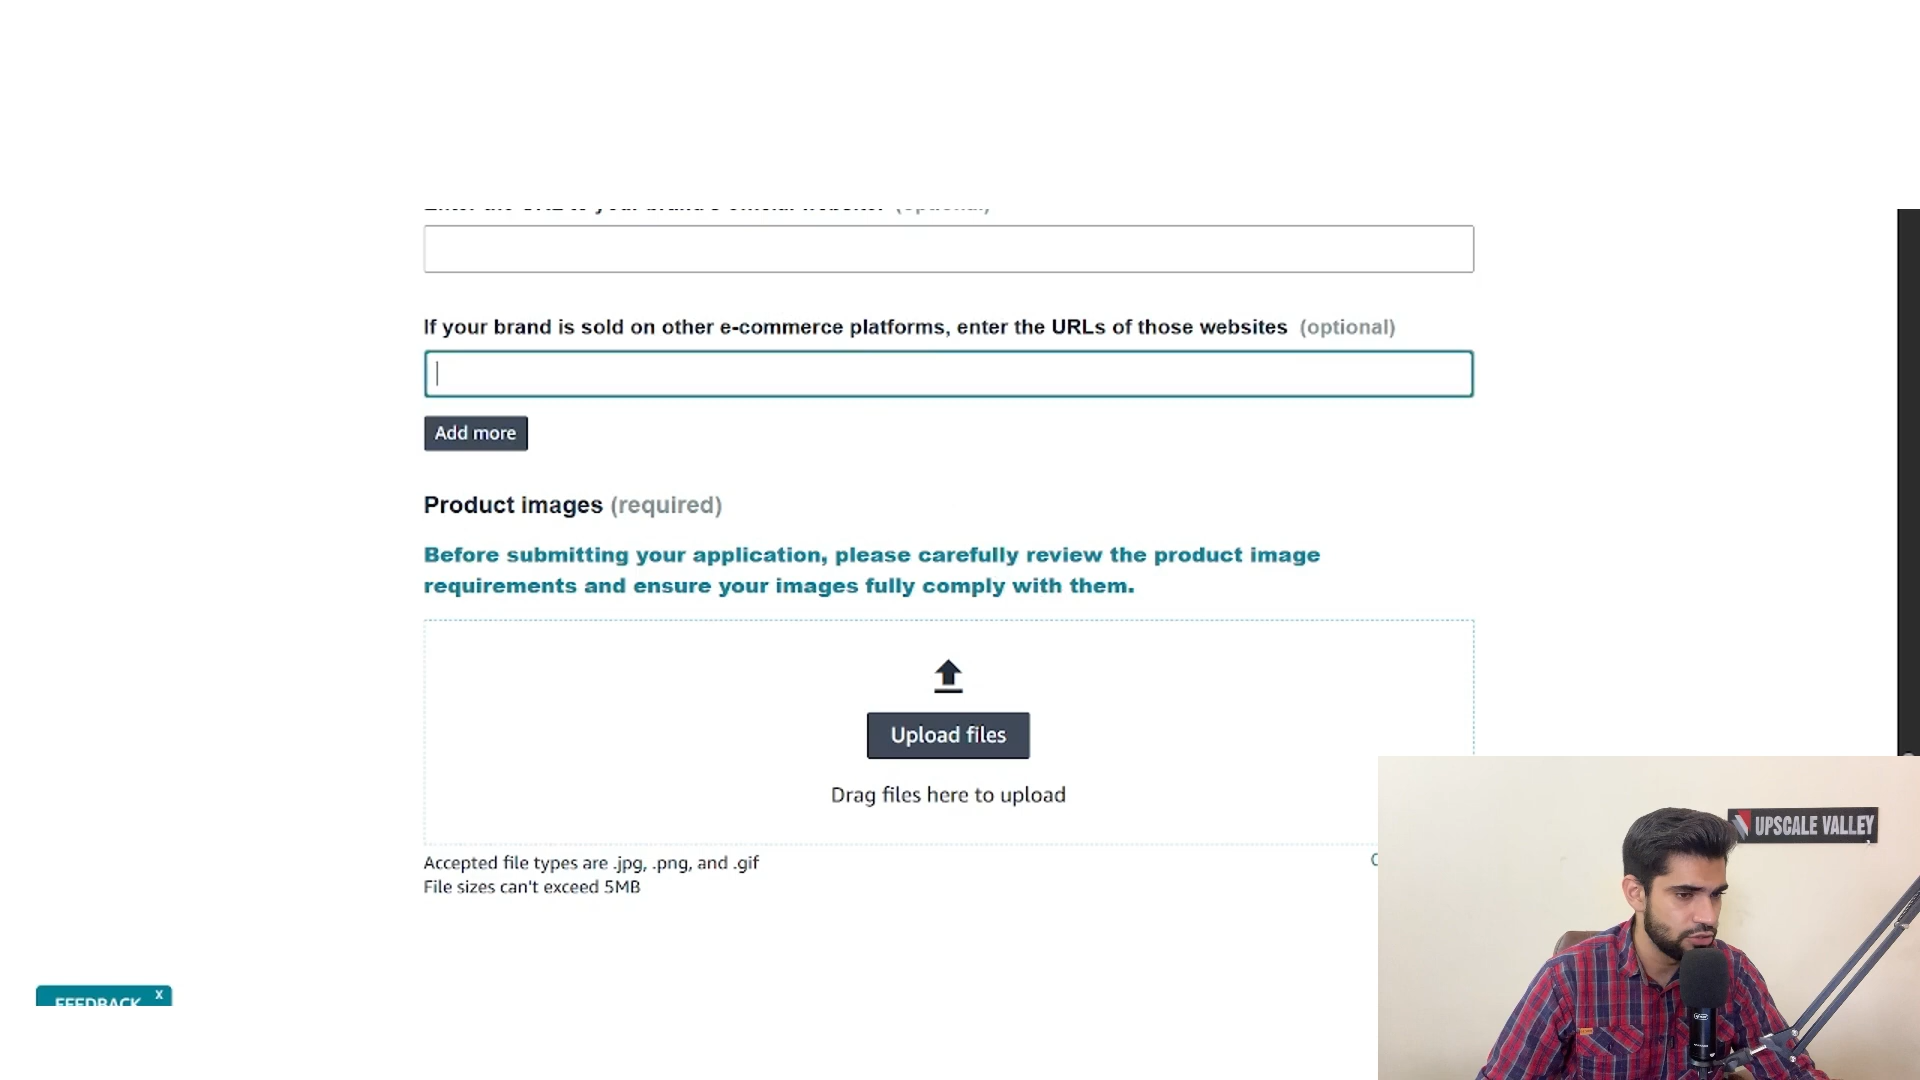 (optional)
If your brand is sold on other e-commerce platforms, enter the URLs of those websites (optional)
Add more
Product images (required)
Before submitting your application, please carefully review the product image
requirements and ensure your images fully comply with them.
Upload files
Drag files here to upload
Accepted file types are .jpg, .png, and .gif
File sizes can't exceed 5MB
UPSCALE VALLEY
FEEDBACK X